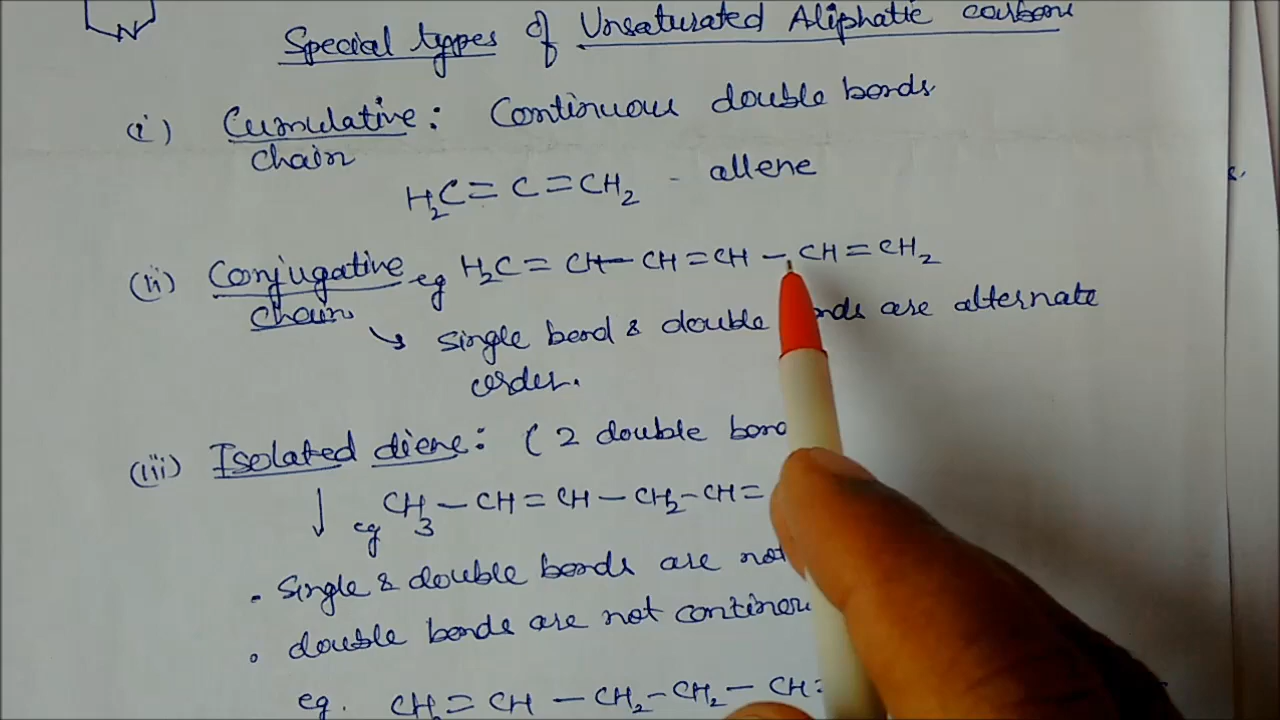 N
Special types of Unsaturated Aliphatic carbons
(i) Cumulative: Continuous double bonds.
chain
H₂C=C=CH₂ - allene
(ii) Conjugative eg H₂C=CH-CH=CH-CH=CH₂
chain
single bond & double bonds are alternate
order.
(iii) Isolated diene: ( 2 double
eg CH₃-CH=CH-CH₂-CH=
• Single & double bonds are not
• double bonds are not
eg. CH₂=CH-CH₂-CH₂-CH=